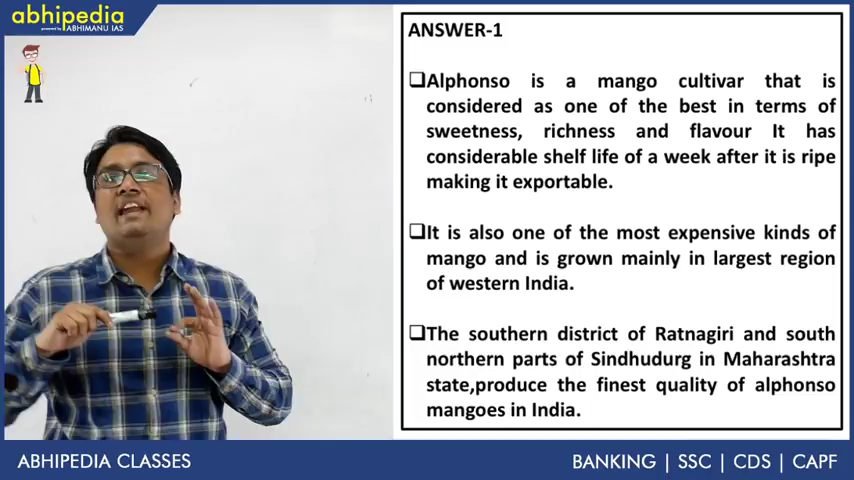 abhipedia
powered by ABHIMANU IAS
ANSWER-1
❑Alphonso is a mango cultivar that is
considered as one of the best in terms of
sweetness, richness and flavour It has
considerable shelf life of a week after it is ripe
making it exportable.
❑It is also one of the most expensive kinds of
mango and is grown mainly in largest region
of western India.
❑The southern district of Ratnagiri and south
northern parts of Sindhudurg in Maharashtra
state,produce the finest quality of alphonso
mangoes in India.
ABHIPEDIA CLASSES
BANKING | SSC | CDS | CAPF